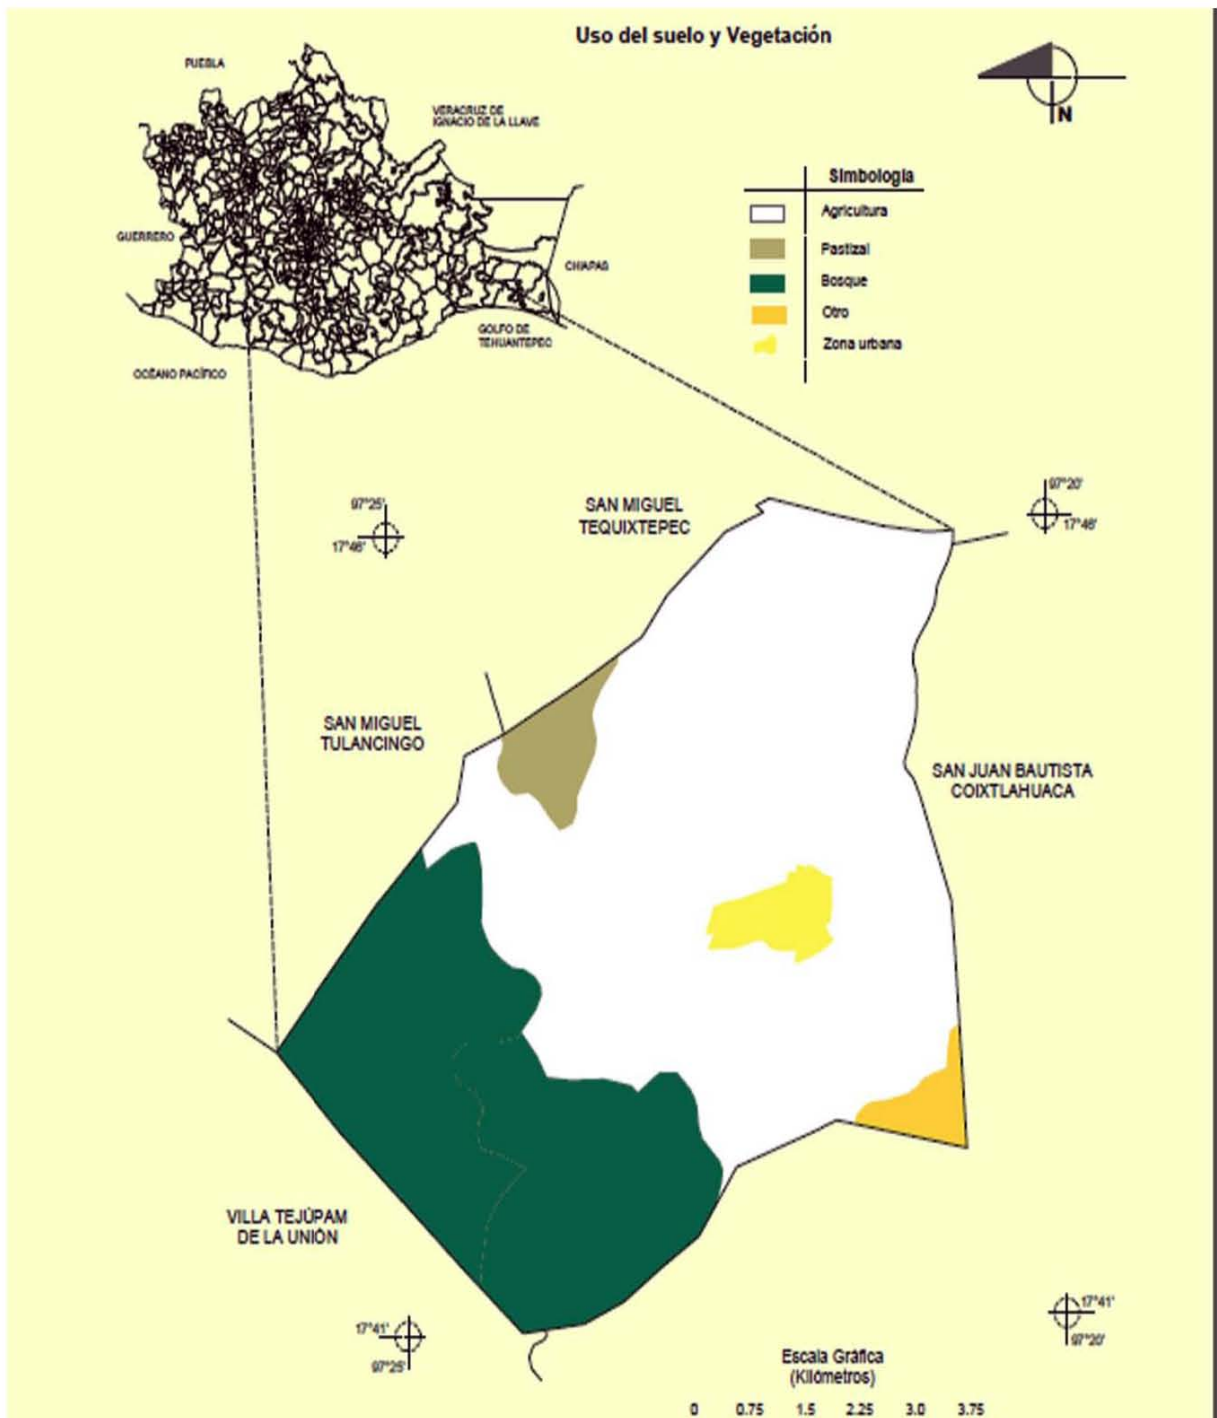 Uso del suelo y Vegetación
PUEBLA
VERACRUZ DE
IGNACIO DE LA LLAVE
GUERRERO
CHIAPAS
GOLFO DE
TEHUANTEPEC
OCÉANO PACÍFICO
N
Simbología
Agricultura
Pastizal
Bosque
Otro
Zona urbana
97°25'
17°46'
SAN MIGUEL
TEQUIXTEPEC
97°20'
17°46'
SAN MIGUEL
TULANCINGO
SAN JUAN BAUTISTA
COIXTLAHUACA
VILLA TEJÚPAM
DE LA UNIÓN
17°41'
97°25'
17°41'
97°20'
Escala Gráfica
(Kilómetros)
0 0.75 1.5 2.25 3.0 3.75